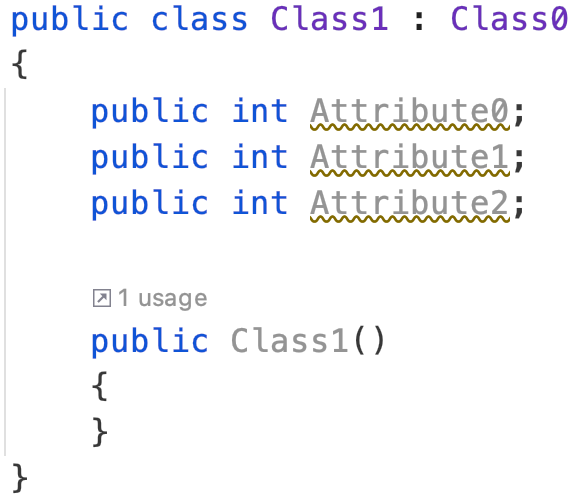 public class Class1 : Class0
{
public int Attribute0;
public int Attribute1;
public int Attribute2;
1 usage
public Class1()
{
}
}